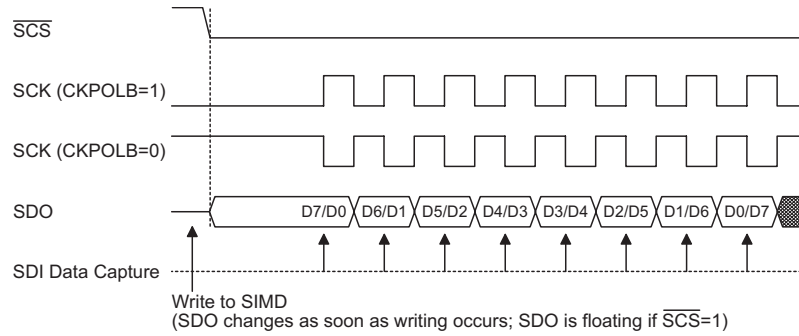 SCS
SCK (CKPOLB=1)
SCK (CKPOLB=0)
SDO D7/D0 D6/D1 D5/D2 D4/D3 D3/D4 D2/D5 D1/D6 D0/D7
SDI Data Capture
Write to SIMD
(SDO changes as soon as writing occurs; SDO is floating if SCS=1)